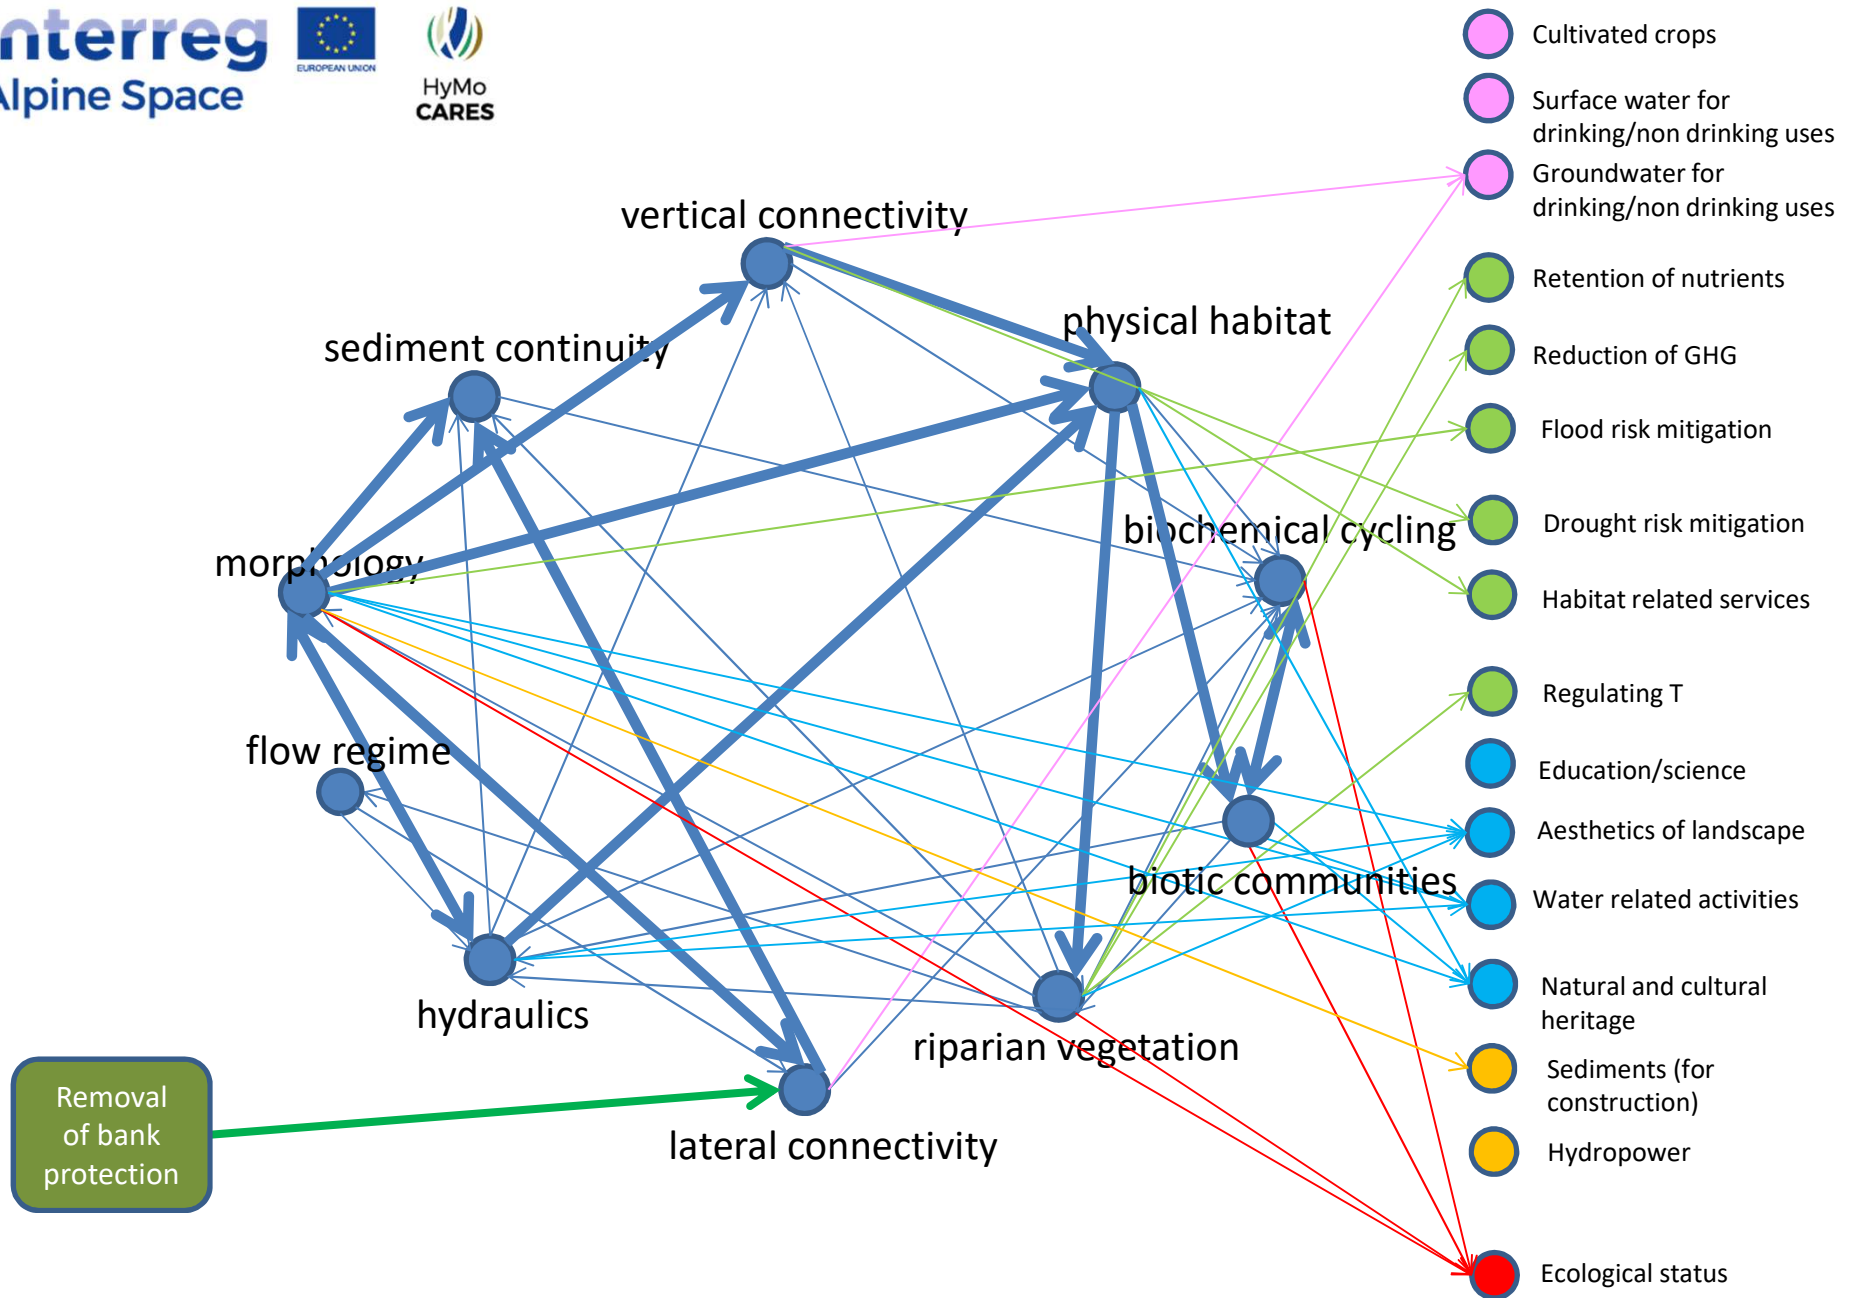 nterreg
Alpine Space
EUROPEAN UNION
HyMo
CARES
Cultivated crops
Surface water for
drinking/non drinking uses
Groundwater for
drinking/non drinking uses
Retention of nutrients
Reduction of GHG
Flood risk mitigation
Drought risk mitigation
Habitat related services
Regulating T
Education/science
Aesthetics of landscape
Water related activities
Natural and cultural
heritage
Sediments (for
construction)
Hydropower
Ecological status
vertical connectivity
physical habitat
sediment continuity
biochemical cycling
morphology
flow regime
biotic communities
hydraulics
riparian vegetation
lateral connectivity
Removal
of bank
protection